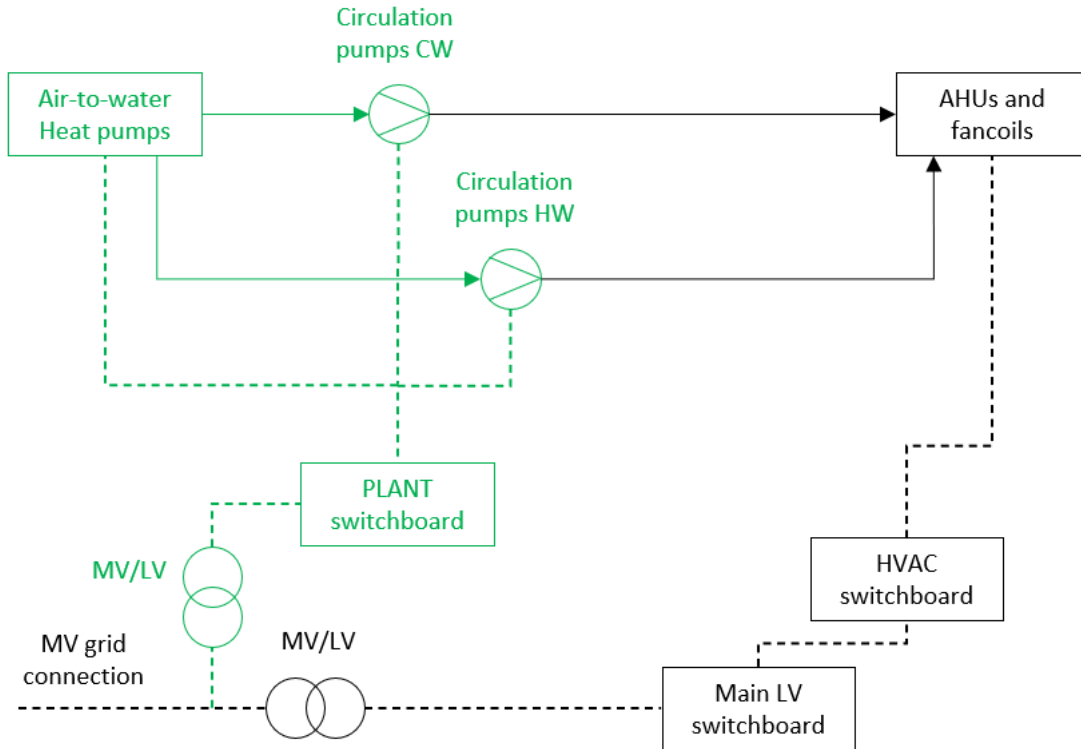 Circulation
pumps CW
Air-to-water
Heat pumps
AHUs and
fancoils
Circulation
pumps HW
PLANT
switchboard
MV/LV
HVAC
switchboard
MV grid
connection
MV/LV
Main LV
switchboard